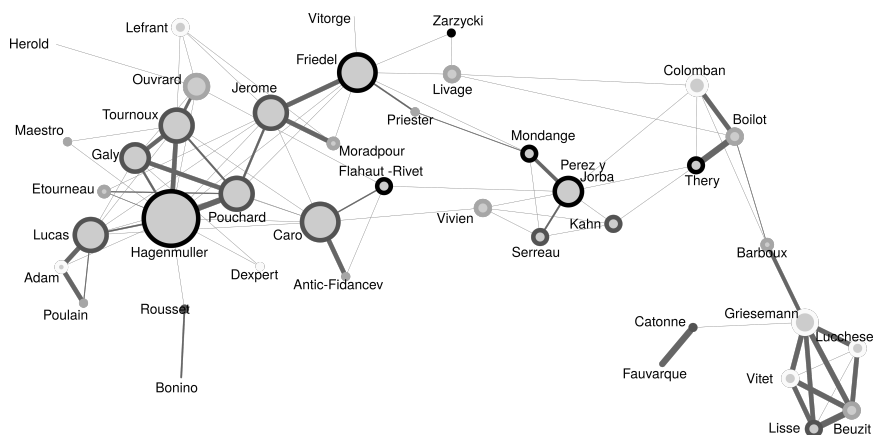 Vitorge
Zarzycki
Lefrant
Herold
Friedel
Colomban
Ouvrard
Jerome
Livage
Tournoux
Priester
Boilot
Maestro
Mondange
Galy
Moradpour
Perez y
Jorba
Flahaut -Rivet
Thery
Etourneau
Pouchard
Vivien
Kahn
Lucas
Caro
Hagenmuller
Serreau
Barboux
Adam
Dexpert
Antic-Fidancev
Poulain
Rousset
Griesemann
Catonne
Lucchese
Fauvarque
Vitet
Bonino
Lisse
Beuzit